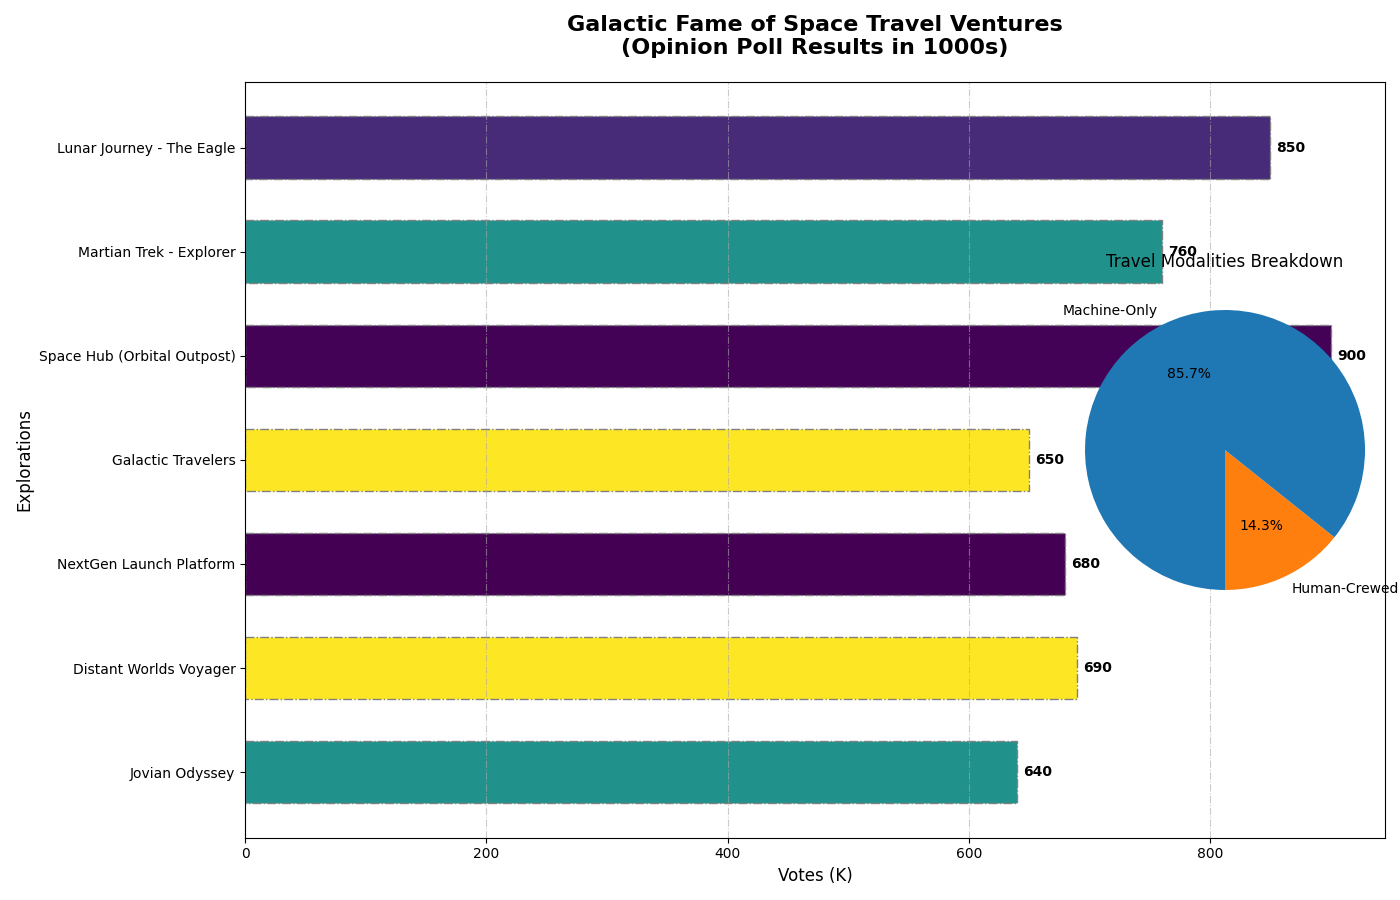 Galactic Fame of Space Travel Ventures
(Opinion Poll Results in 1000s)
Explorations
Lunar Journey - The Eagle
850
Martian Trek - Explorer
760
Travel Modalities Breakdown
Machine-Only
Space Hub (Orbital Outpost)
900
85.7%
Galactic Travelers
650
14.3%
NextGen Launch Platform
680
Human-Crewed
Distant Worlds Voyager
690
Jovian Odyssey
640
0
200
400
600
800
Votes (K)